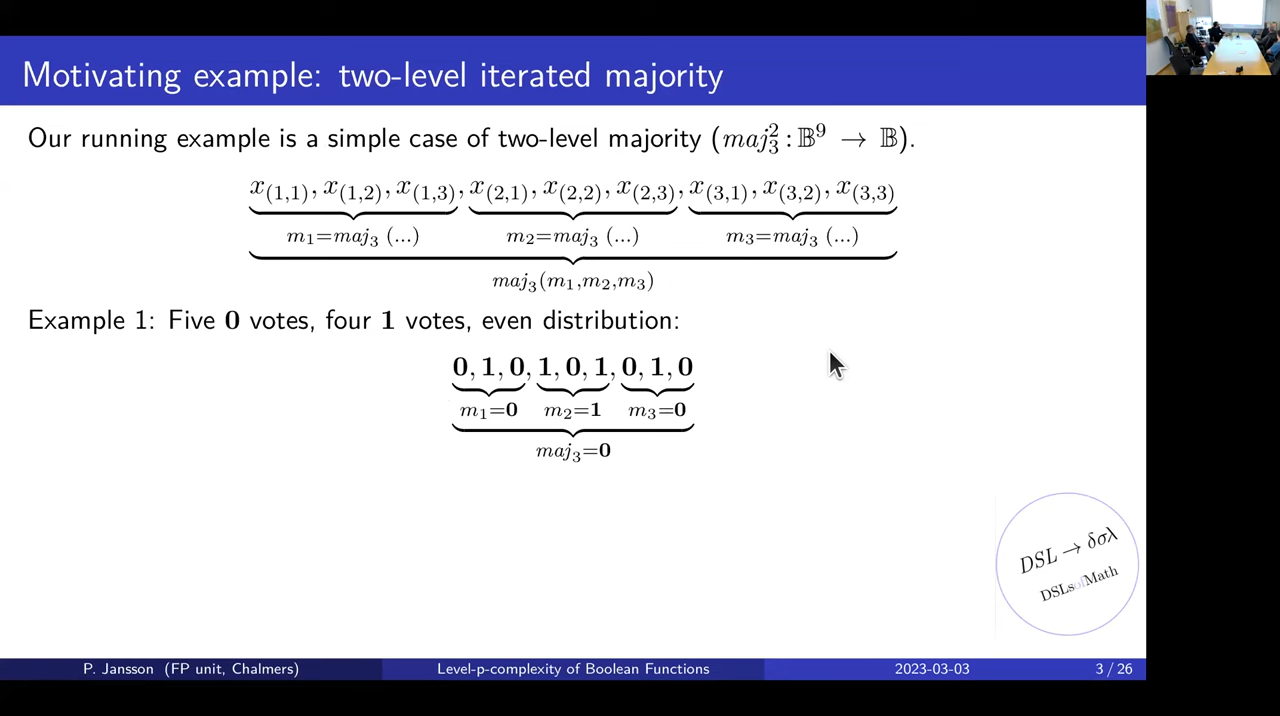 Motivating example: two-level iterated majority
Our running example is a simple case of two-level majority (maj₃² : 𝔹⁹ → 𝔹).
x₍₁,₁₎, x₍₁,₂₎, x₍₁,₃₎, x₍₂,₁₎, x₍₂,₂₎, x₍₂,₃₎, x₍₃,₁₎, x₍₃,₂₎, x₍₃,₃₎
m₁=maj₃ (...) m₂=maj₃ (...) m₃=maj₃ (...)
maj₃(m₁,m₂,m₃)
Example 1: Five 0 votes, four 1 votes, even distribution:
0, 1, 0, 1, 0, 1, 0, 1, 0
m₁=0 m₂=1 m₃=0
maj₃=0
DSL → δσλ
DSLsofMath
P. Jansson (FP unit, Chalmers) Level-p-complexity of Boolean Functions 2023-03-03 3 / 26